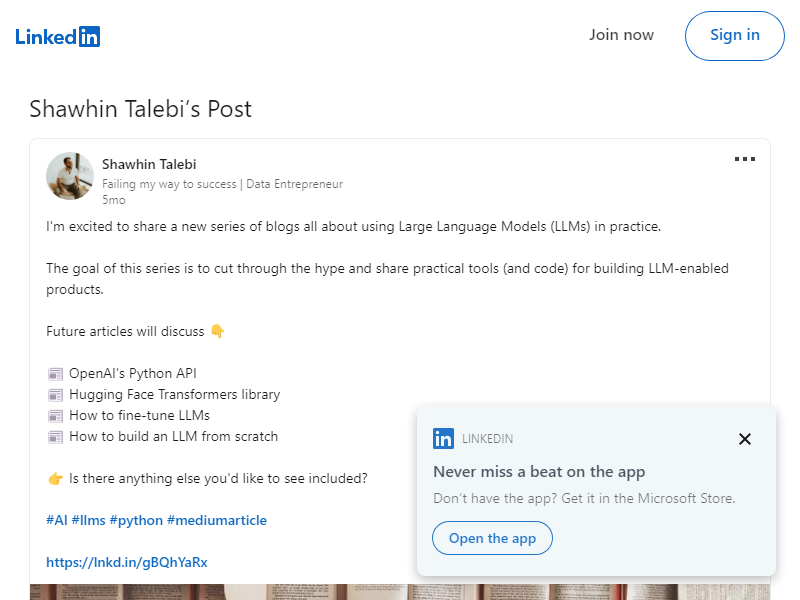 LinkedIn
Join now
Sign in
Shawhin Talebi's Post
Shawhin Talebi
Failing my way to success | Data Entrepreneur
5mo
I'm excited to share a new series of blogs all about using Large Language Models (LLMs) in practice.
The goal of this series is to cut through the hype and share practical tools (and code) for building LLM-enabled
products.
Future articles will discuss 👇
📰 OpenAI's Python API
📰 Hugging Face Transformers library
📰 How to fine-tune LLMs
📰 How to build an LLM from scratch
👉 Is there anything else you'd like to see included?
#AI #llms #python #mediumarticle
https://lnkd.in/gBQhYaRx
in LINKEDIN
Never miss a beat on the app
Don't have the app? Get it in the Microsoft Store.
Open the app